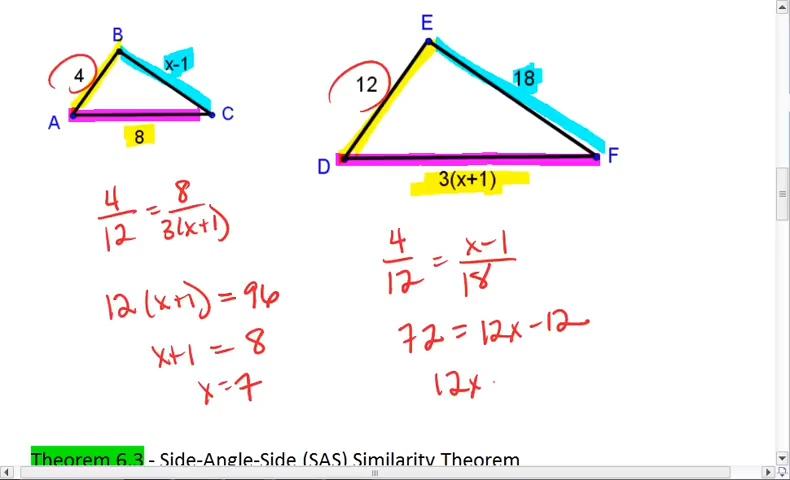 B
4
x-1
A
C
8
E
12
18
D
F
3(x+1)
4/12 = 8/3(x+1)
12(x+1) = 96
x+1 = 8
x=7
4/12 = x-1/18
72 = 12x-12
12x
Theorem 6.3 - Side-Angle-Side (SAS) Similarity Theorem